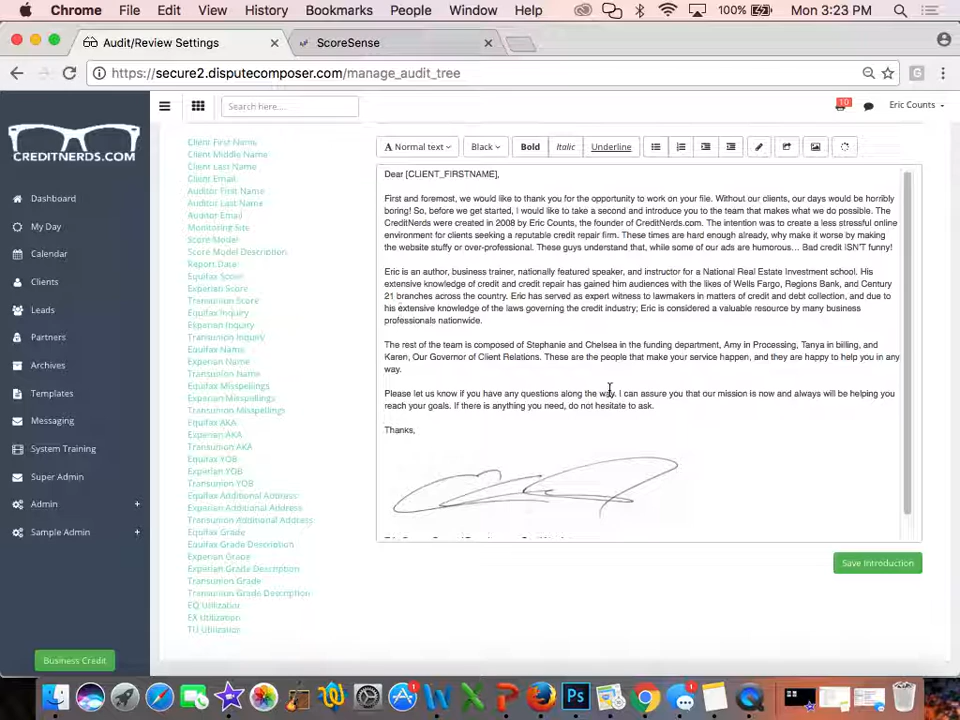 Chrome File Edit View History Bookmarks People Window Help 100% Mon 3:23 PM
Audit/Review Settings ScoreSense
https://secure2.disputecomposer.com/manage_audit_tree G
CREDITNERDS.COM
Search here.... 10 Eric Counts
Dashboard
My Day
Calendar
Clients
Leads
Partners
Archives
Templates
Messaging
System Training
Super Admin
Admin +
Sample Admin +
Business Credit
Client First Name
Client Middle Name
Client Last Name
Client Email
Auditor First Name
Auditor Last Name
Auditor Email
Monitoring Site
Score Model
Score Model Description
Report Date
Equifax Score
Experian Score
Transunion Score
Equifax Inquiry
Experian Inquiry
Transunion Inquiry
Equifax Name
Experian Name
Transunion Name
Equifax Misspellings
Experian Misspellings
Transunion Misspellings
Equifax AKA
Experian AKA
Transunion AKA
Equifax YOB
Experian YOB
Transunion YOB
Equifax Additional Address
Experian Additional Address
Transunion Additional Address
Equifax Grade
Equifax Grade Description
Experian Grade
Experian Grade Description
Transunion Grade
Transunion Grade Description
EQ Utilization
EX Utilization
TU Utilization
A Normal text Black Bold Italic Underline
Dear [CLIENT_FIRSTNAME],
First and foremost, we would like to thank you for the opportunity to work on your file. Without our clients, our days would be horribly
boring! So, before we get started, I would like to take a second and introduce you to the team that makes what we do possible. The
CreditNerds were created in 2008 by Eric Counts, the founder of CreditNerds.com. The intention was to create a less stressful online
environment for clients seeking a reputable credit repair firm. These times are hard enough already, why make it worse by making
the website stuffy or over-professional. These guys understand that, while some of our ads are humorous... Bad credit ISN'T funny!
Eric is an author, business trainer, nationally featured speaker, and instructor for a National Real Estate Investment school. His
extensive knowledge of credit and credit repair has gained him audiences with the likes of Wells Fargo, Regions Bank, and Century
21 branches across the country. Eric has served as expert witness to lawmakers in matters of credit and debt collection, and due to
his extensive knowledge of the laws governing the credit industry; Eric is considered a valuable resource by many business
professionals nationwide.
The rest of the team is composed of Stephanie and Chelsea in the funding department, Amy in Processing, Tanya in billing, and
Karen, Our Governor of Client Relations. These are the people that make your service happen, and they are happy to help you in any
way.
Please let us know if you have any questions along the way. I can assure you that our mission is now and always will be helping you
reach your goals. If there is anything you need, do not hesitate to ask.
Thanks,
Save Introduction